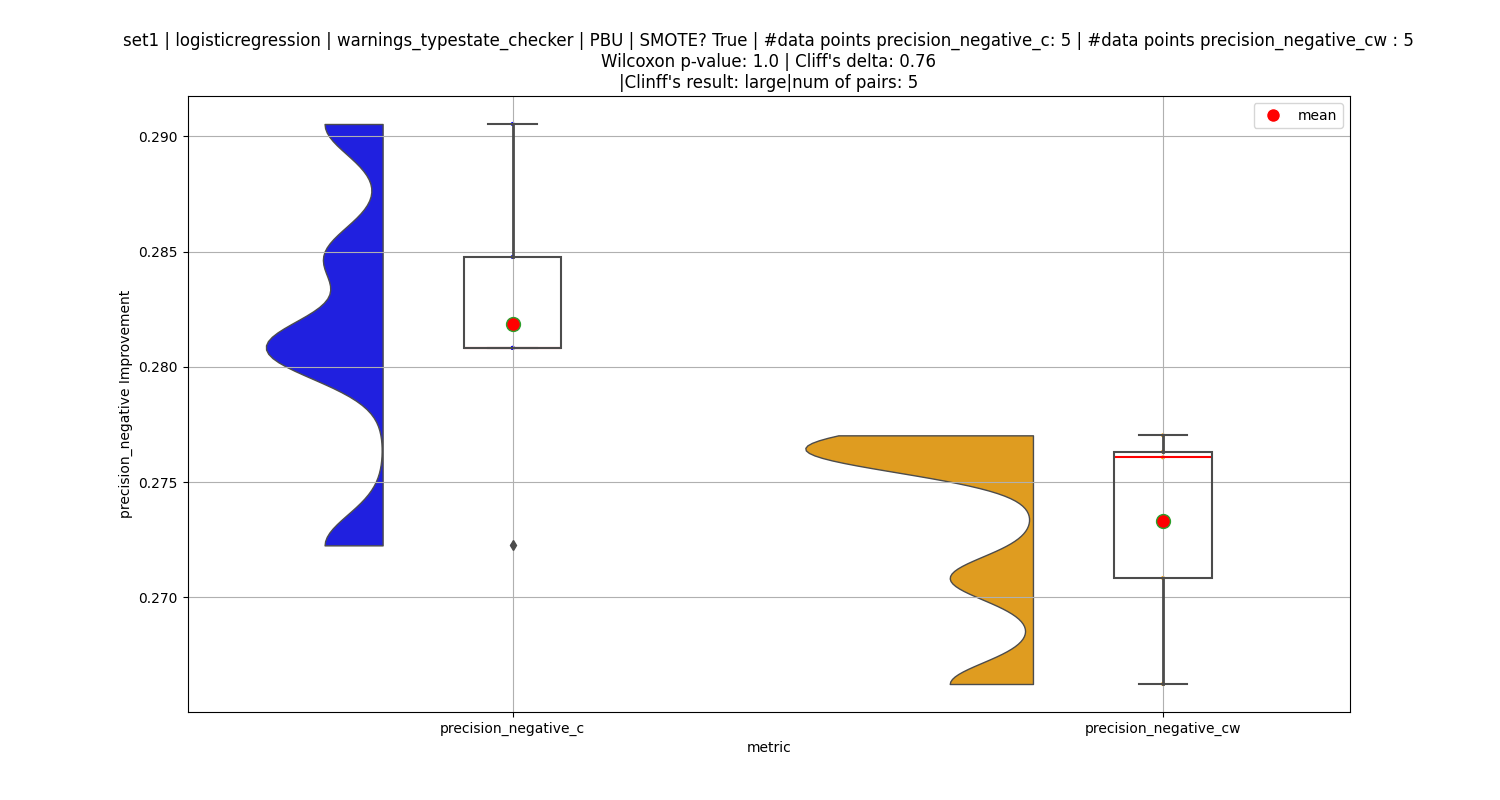 set1 | logisticregression | warnings_typestate_checker | PBU | SMOTE? True | #data points precision_negative_c: 5 | #data points precision_negative_cw : 5
Wilcoxon p-value: 1.0 | Cliff's delta: 0.76
|Clinff's result: large|num of pairs: 5
mean
0.290
0.285
0.280
0.275
0.270
precision_negative Improvement
precision_negative_c
precision_negative_cw
metric